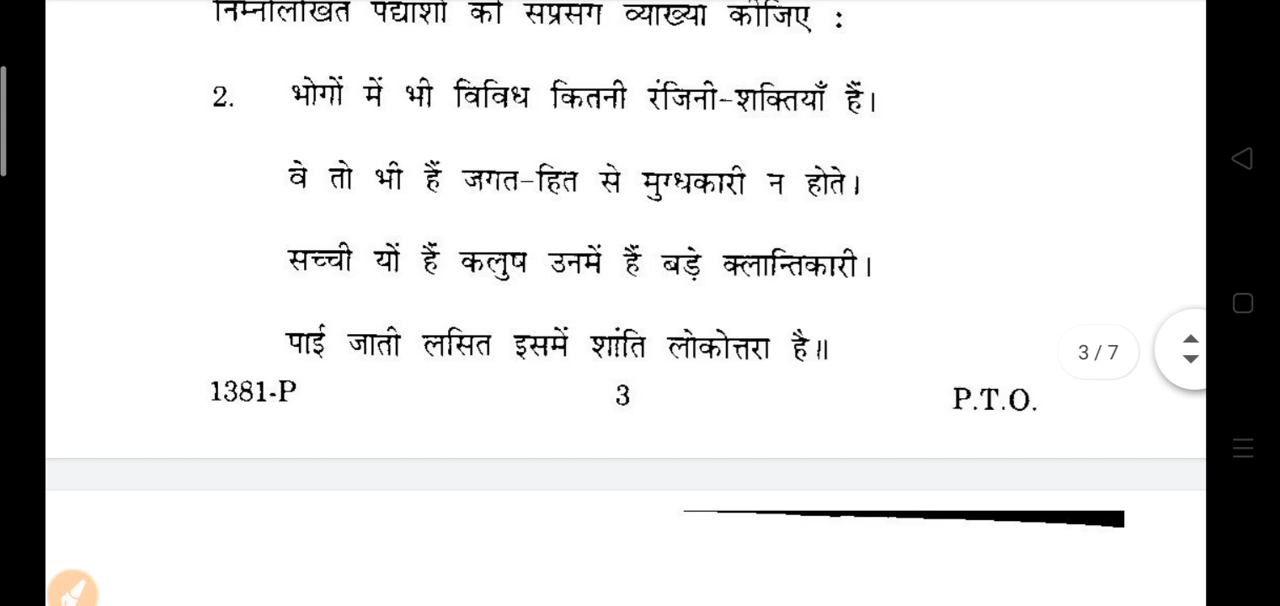 निम्नलिखित पद्यांशों की सप्रसंग व्याख्या कीजिए :
2. भोगों में भी विविध कितनी रंजिनी-शक्तियाँ हैं।
वे तो भी हैं जगत-हित से मुग्धकारी न होते।
सच्ची यों हैं कलुष उनमें हैं बड़े क्लान्तिकारी।
पाई जाती लसित इसमें शांति लोकोत्तरा है॥
3/7
1381-P 3 P.T.O.